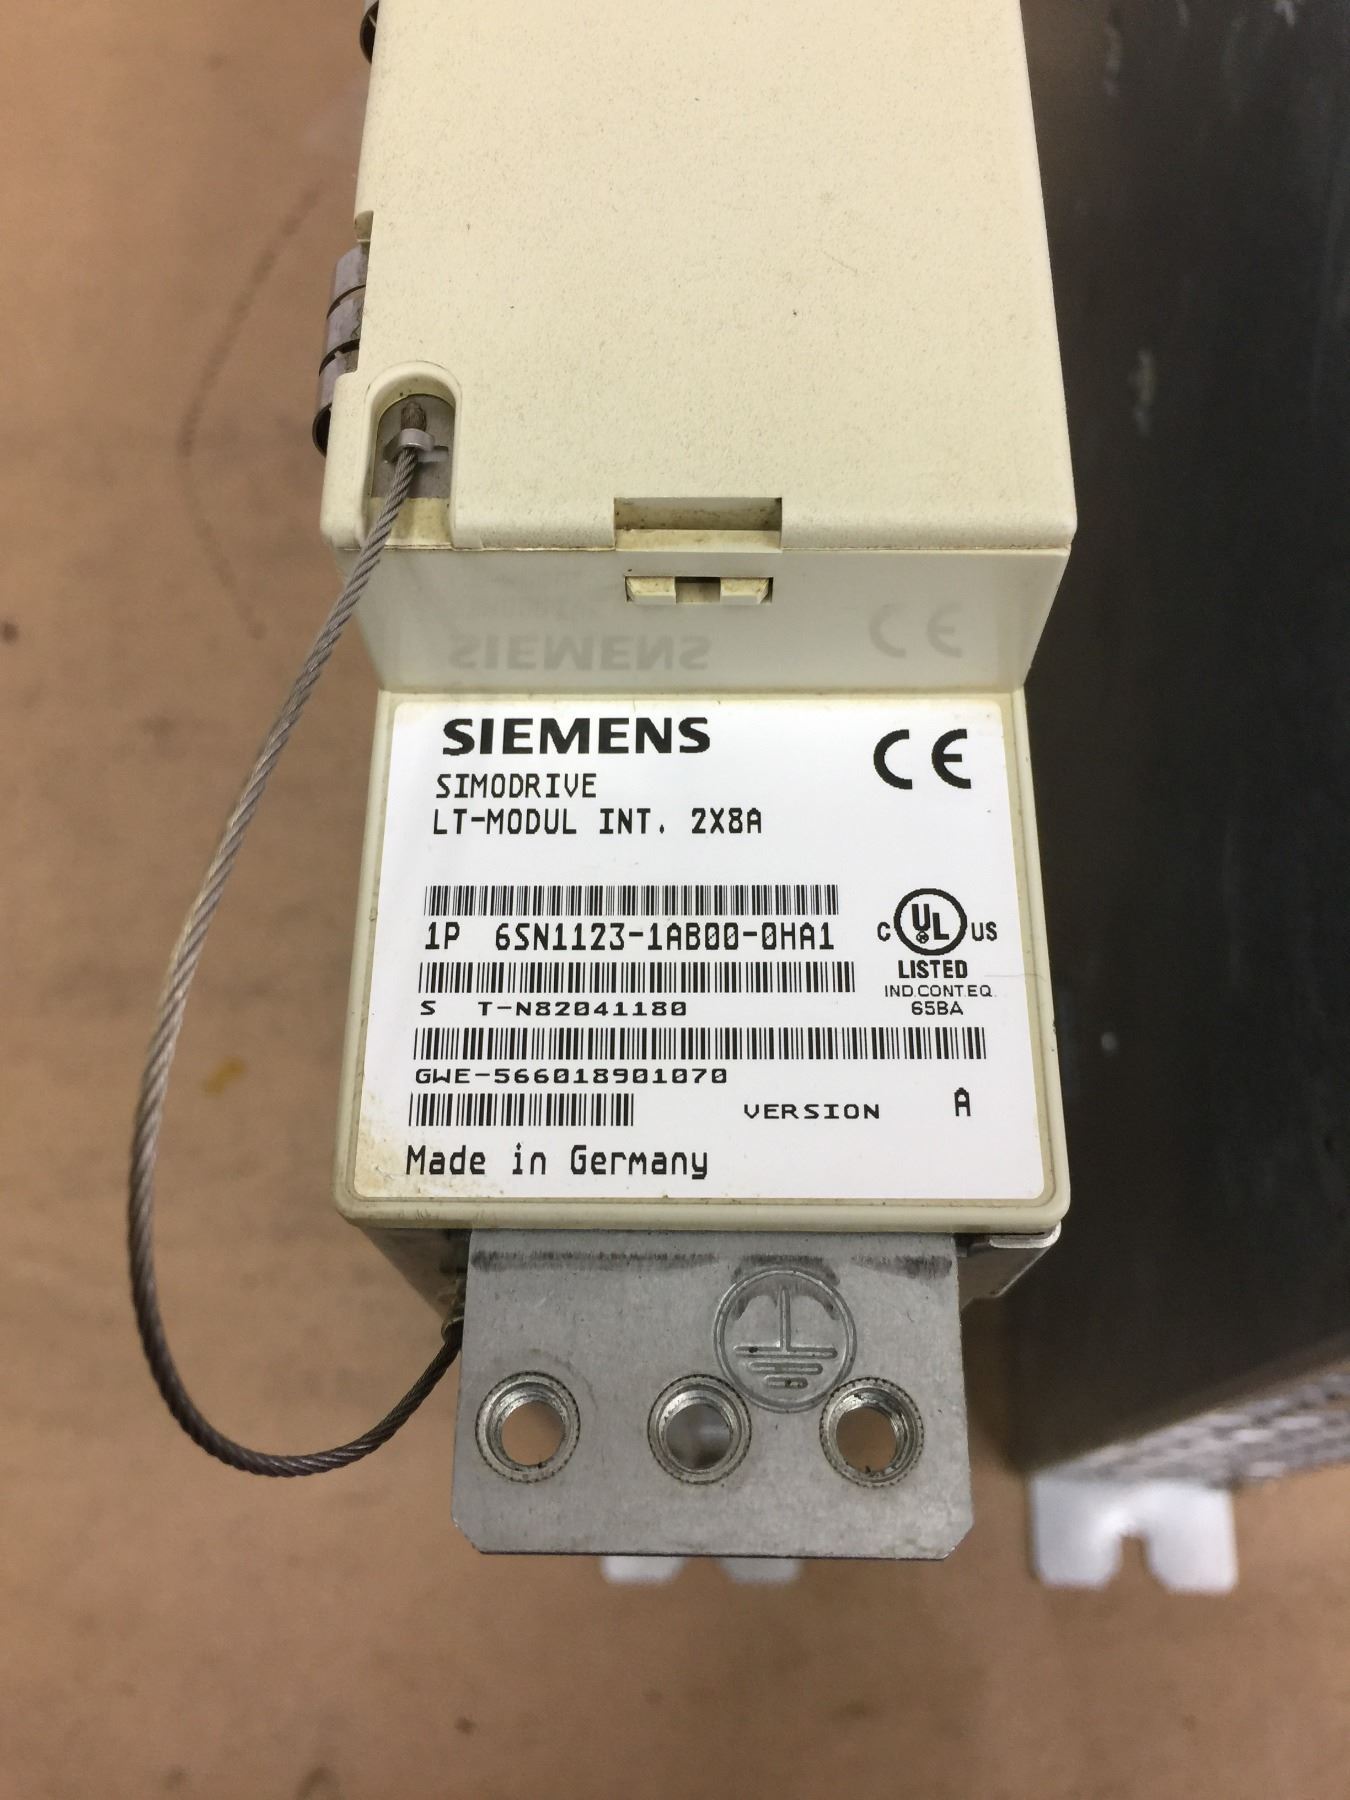 SIEMENS
CE
SIMODRIVE
LT-MODUL INT. 2X8A
1P 6SN1123-1AB00-0HA1
C UL US
LISTED
IND.CONT.EQ.
65BA
S T-N82041180
GWE-566018901070
VERSION A
Made in Germany